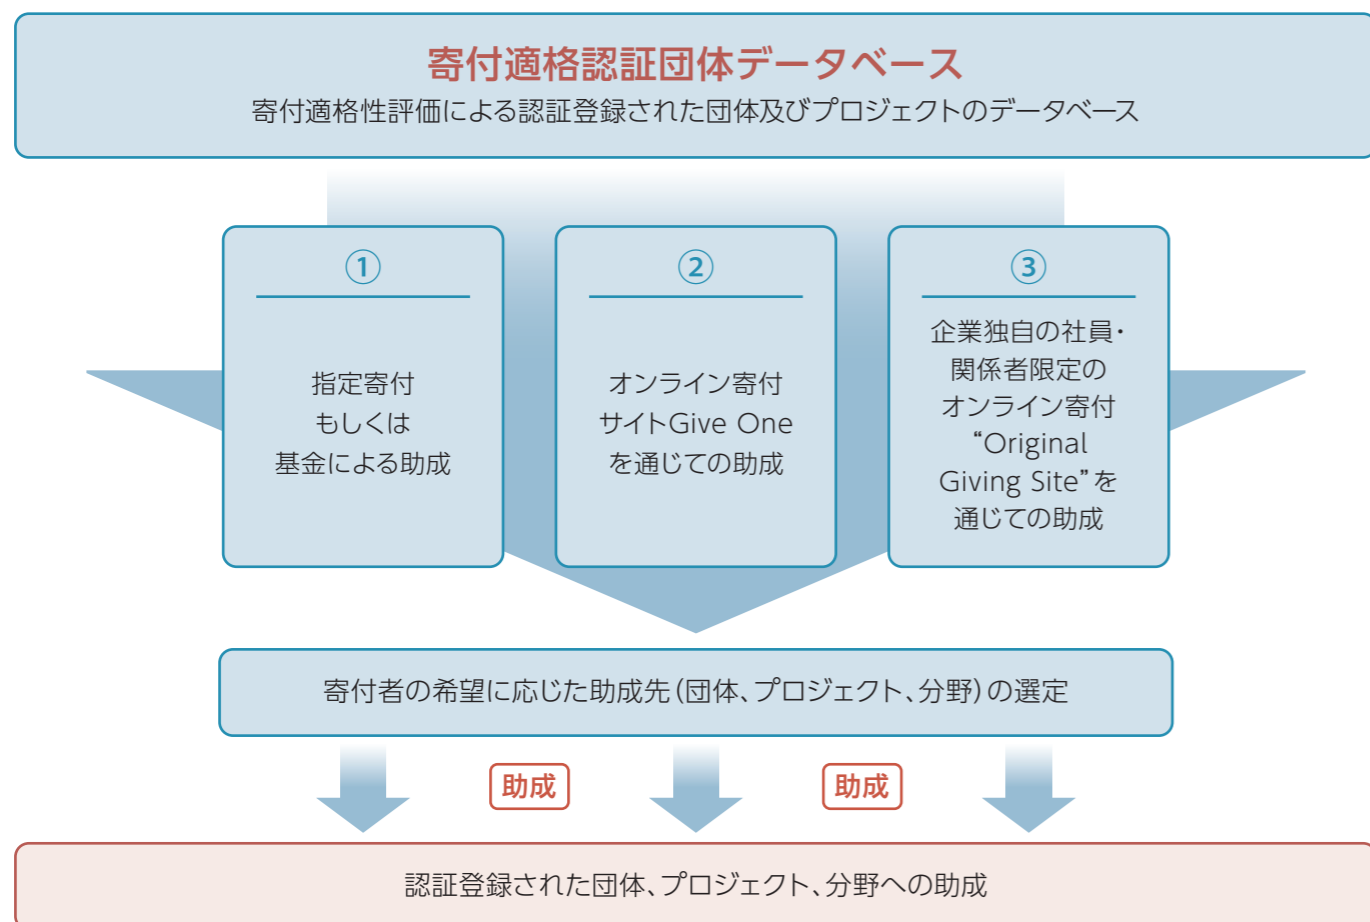 寄付適格認証団体データベース
寄付適格性評価による認証登録された団体及びプロジェクトのデータベース
①
指定寄付
もしくは
基金による助成
②
オンライン寄付
サイトGive One
を通じての助成
③
企業独自の社員・
関係者限定の
オンライン寄付
“Original
Giving Site”を
通じての助成
寄付者の希望に応じた助成先(団体、プロジェクト、分野)の選定
助成
助成
認証登録された団体、プロジェクト、分野への助成